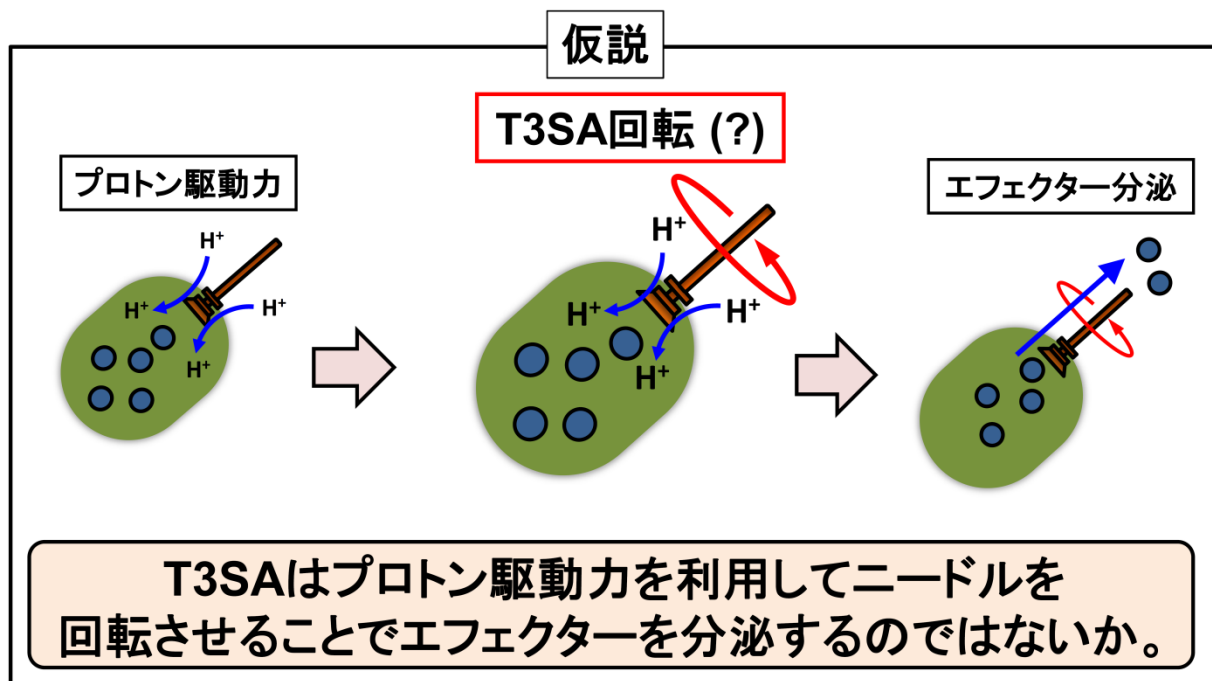 仮説
T3SA回転 (?)
プロトン駆動力
エフェクター分泌
H⁺
H⁺
H⁺
H⁺
H⁺
H⁺
H⁺
H⁺
T3SAはプロトン駆動力を利用してニードルを
回転させることでエフェクターを分泌するのではないか。